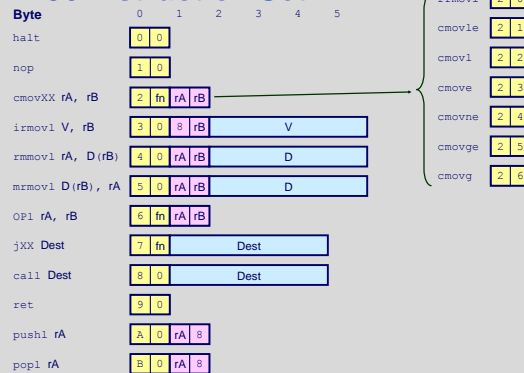 Byte 0 1 2 3 4 5
halt 0 0
nop 1 0
cmovXX rA, rB 2 fn rA rB
irmovl V, rB 3 0 8 rB V
rmmovl rA, D(rB) 4 0 rA rB D
mrmovl D(rB), rA 5 0 rA rB D
OPl rA, rB 6 fn rA rB
jXX Dest 7 fn Dest
call Dest 8 0 Dest
ret 9 0
pushl rA A 0 rA 8
popl rA B 0 rA 8
cmovle 2 1
cmovl 2 2
cmove 2 3
cmovne 2 4
cmovge 2 5
cmovg 2 6